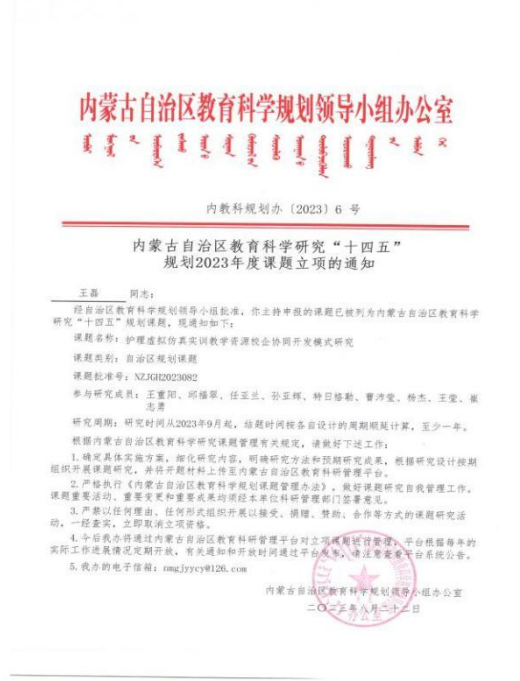 内蒙古自治区教育科学规划领导小组办公室
内教科规划办〔2023〕6 号
内蒙古自治区教育科学研究“十四五”
规划2023年度课题立项的通知
王磊 同志：
经自治区教育科学规划领导小组批准，你主持申报的课题已被列为内蒙古自治区教育科学
研究“十四五”规划课题，现通知如下：
课题名称：护理虚拟仿真实训教学资源校企协同开发模式研究
课题类别：自治区规划课题
课题批准号：NZJGH2023082
参与研究成员：王重阳、邱福翠、任亚兰、孙亚辉、特日格勒、曹沛莹、杨杰、王莹、崔
志勇
研究周期：研究时间从2023年9月起，结题时间按各自设计的周期顺延计算，至少一年。
根据内蒙古自治区教育科学研究课题管理有关规定，请做好下述工作：
1.确定具体实施方案，细化研究内容，明确研究方法和预期研究成果，根据研究设计按期
组织开展课题研究，并将开题材料上传至内蒙古自治区教育科研管理平台。
2.严格执行《内蒙古自治区教育科学规划课题管理办法》，做好课题研究自我管理工作。
课题重要活动、重要变更和重要成果均须经本单位科研管理部门签署意见。
3.严禁以任何理由、任何形式组织开展以接受、捐赠、赞助、合作等方式的课题研究活
动，一经查实，立即取消立项资格。
4.今后我办将通过内蒙古自治区教育科研管理平台对立项课题进行管理，平台根据每年的
实际工作进展情况定期开放，有关通知和开放时间通过平台发布，请注意查看平台系统公告。
5.我办的电子信箱：nmgjyycy@126.com
内蒙古自治区教育科学规划领导小组办公室
二〇二三年八月二十二日